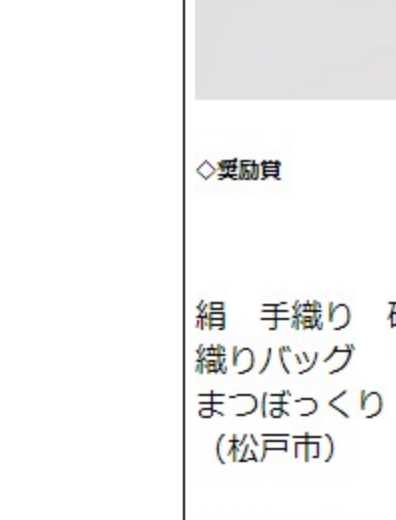 ◇奨励賞
絹　手織り
織りバッグ
まつぼっくり
（松戸市）